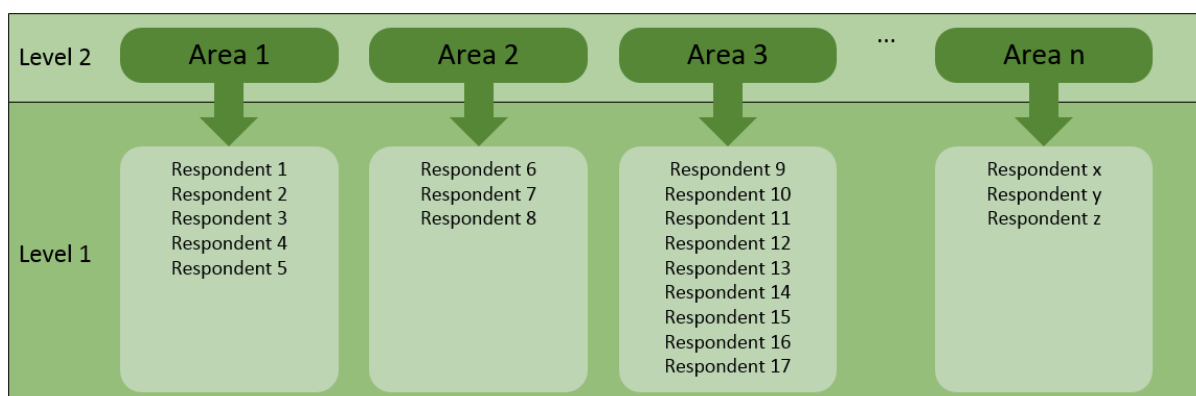 Level 2
Area 1
Area 2
Area 3
...
Area n
Level 1
Respondent 1
Respondent 2
Respondent 3
Respondent 4
Respondent 5
Respondent 6
Respondent 7
Respondent 8
Respondent 9
Respondent 10
Respondent 11
Respondent 12
Respondent 13
Respondent 14
Respondent 15
Respondent 16
Respondent 17
Respondent x
Respondent y
Respondent z